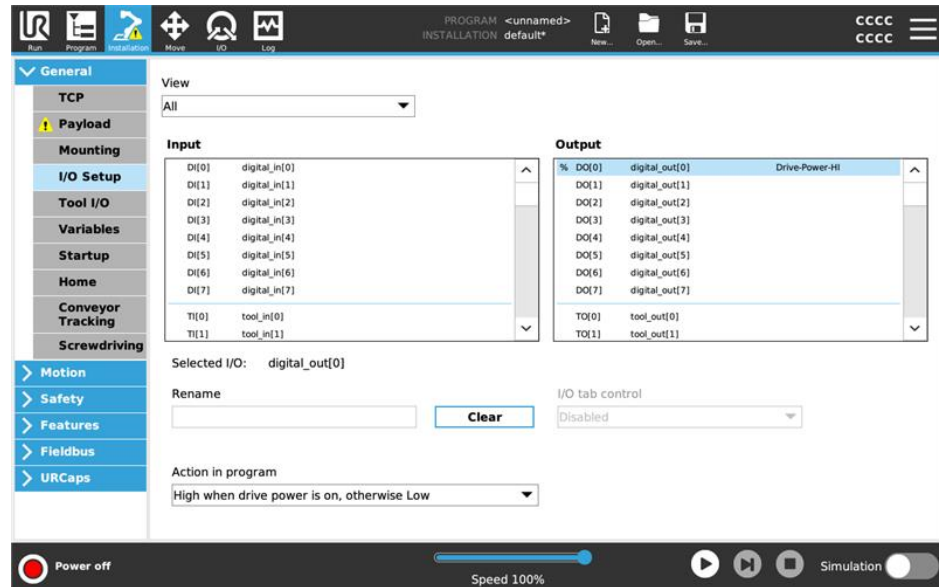 PROGRAM <unnamed>
INSTALLATION default*
cccc
cccc
Run Program Installation Move I/O Log New... Open... Save...
General
TCP
Payload
Mounting
I/O Setup
Tool I/O
Variables
Startup
Home
Conveyor
Tracking
Screwdriving
Motion
Safety
Features
Fieldbus
URCaps
View
All
Input
DI[0] digital_in[0]
DI[1] digital_in[1]
DI[2] digital_in[2]
DI[3] digital_in[3]
DI[4] digital_in[4]
DI[5] digital_in[5]
DI[6] digital_in[6]
DI[7] digital_in[7]
TI[0] tool_in[0]
TI[1] tool_in[1]
Output
% DO[0] digital_out[0] Drive-Power-HI
DO[1] digital_out[1]
DO[2] digital_out[2]
DO[3] digital_out[3]
DO[4] digital_out[4]
DO[5] digital_out[5]
DO[6] digital_out[6]
DO[7] digital_out[7]
TO[0] tool_out[0]
TO[1] tool_out[1]
Selected I/O: digital_out[0]
Rename
Clear
I/O tab control
Disabled
Action in program
High when drive power is on, otherwise Low
Power off
Speed 100%
Simulation